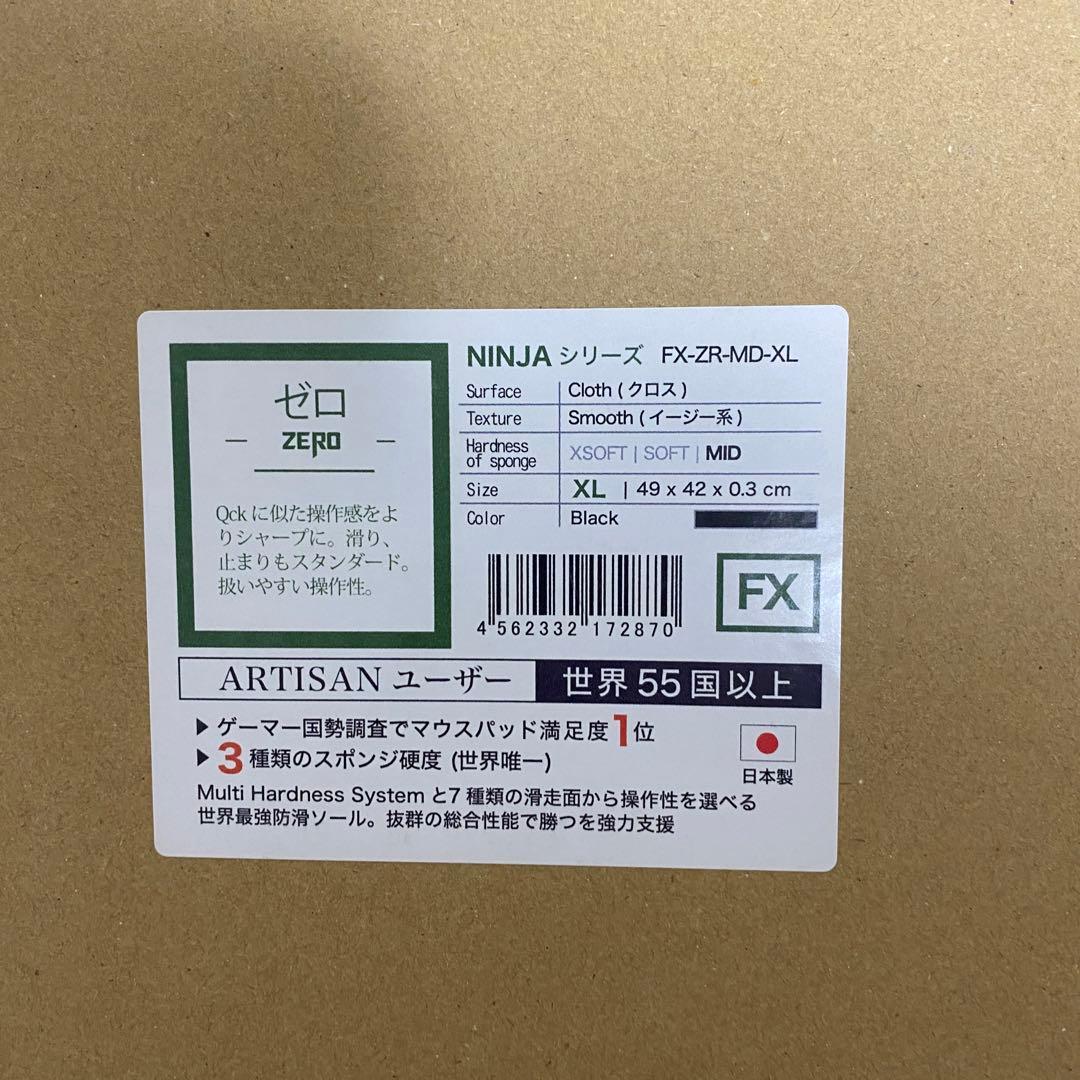 ゼロ
ZERO
Qckに似た操作感をよ
りシャープに。滑り、
止まりもスタンダード。
扱いやすい操作性。
NINJA シリーズ FX-ZR-MD-XL
Surface Cloth (クロス)
Texture Smooth (イージー系)
Hardness
of sponge XSOFT | SOFT | MID
Size XL | 49 x 42 x 0.3 cm
Color Black
4 562332 172870
FX
ARTISAN ユーザー 世界55国以上
▶ ゲーマー国勢調査でマウスパッド満足度1位
▶ 3種類のスポンジ硬度 (世界唯一)
日本製
Multi Hardness System と7種類の滑走面から操作性を選べる
世界最強防滑ソール。抜群の総合性能で勝つを強力支援